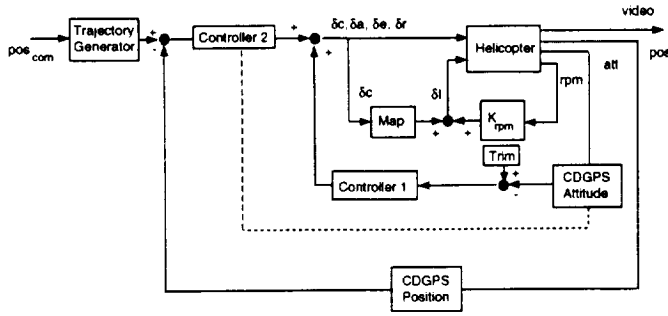 video
pos
Trajectory
Generator
Controller 2
Helicopter
δc, δa, δe, δr
pos com
+
-
+
+
att
rpm
δc
δl
Map
K rpm
+
+
Trim
+
-
Controller 1
CDGPS
Attitude
CDGPS
Position